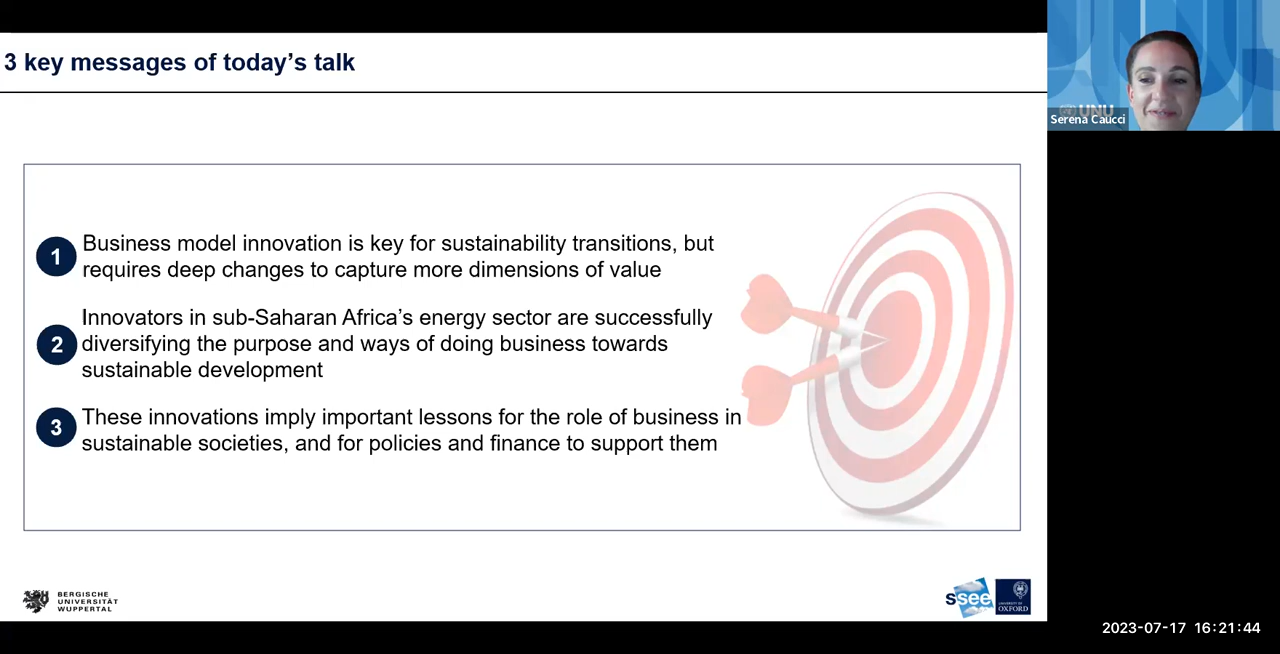 3 key messages of today's talk
UNU
Serena Caucci
1
Business model innovation is key for sustainability transitions, but
requires deep changes to capture more dimensions of value
2
Innovators in sub-Saharan Africa's energy sector are successfully
diversifying the purpose and ways of doing business towards
sustainable development
3
These innovations imply important lessons for the role of business in
sustainable societies, and for policies and finance to support them
BERGISCHE
UNIVERSITÄT
WUPPERTAL
ssee
UNIVERSITY OF
OXFORD
2023-07-17 16:21:44